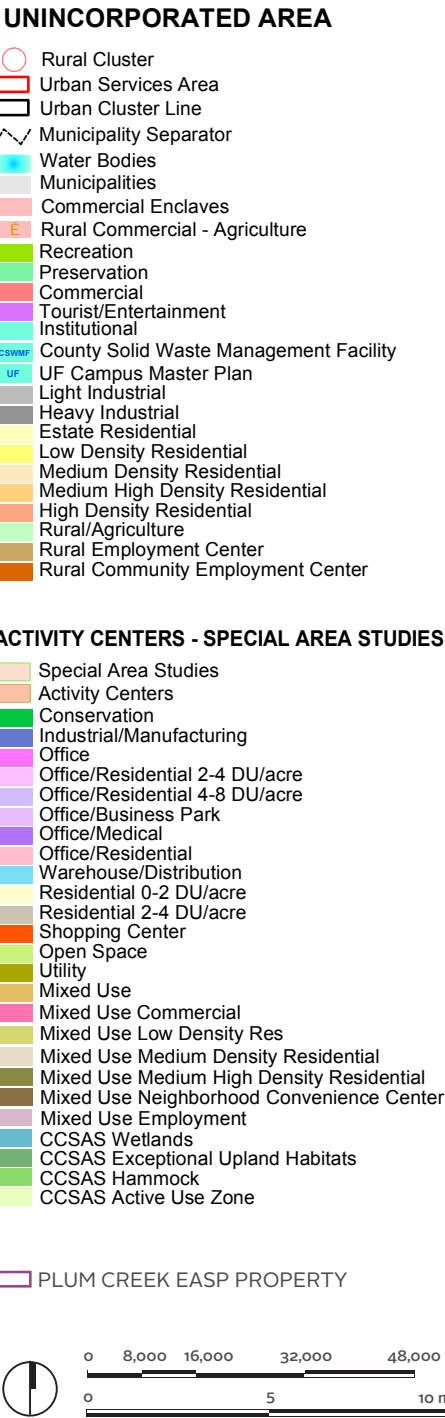 UNINCORPORATED AREA
Rural Cluster
Urban Services Area
Urban Cluster Line
Municipality Separator
Water Bodies
Municipalities
Commercial Enclaves
Ê Rural Commercial - Agriculture
Recreation
Preservation
Commercial
Tourist/Entertainment
Institutional
CSWMF County Solid Waste Management Facility
UF UF Campus Master Plan
Light Industrial
Heavy Industrial
Estate Residential
Low Density Residential
Medium Density Residential
Medium High Density Residential
High Density Residential
Rural/Agriculture
Rural Employment Center
Rural Community Employment Center
ACTIVITY CENTERS - SPECIAL AREA STUDIES
Special Area Studies
Activity Centers
Conservation
Industrial/Manufacturing
Office
Office/Residential 2-4 DU/acre
Office/Residential 4-8 DU/acre
Office/Business Park
Office/Medical
Office/Residential
Warehouse/Distribution
Residential 0-2 DU/acre
Residential 2-4 DU/acre
Shopping Center
Open Space
Utility
Mixed Use
Mixed Use Commercial
Mixed Use Low Density Res
Mixed Use Medium Density Residential
Mixed Use Medium High Density Residential
Mixed Use Neighborhood Convenience Center
Mixed Use Employment
CCSAS Wetlands
CCSAS Exceptional Upland Habitats
CCSAS Hammock
CCSAS Active Use Zone
PLUM CREEK EASP PROPERTY
0 8,000 16,000 32,000 48,000
0 5 10